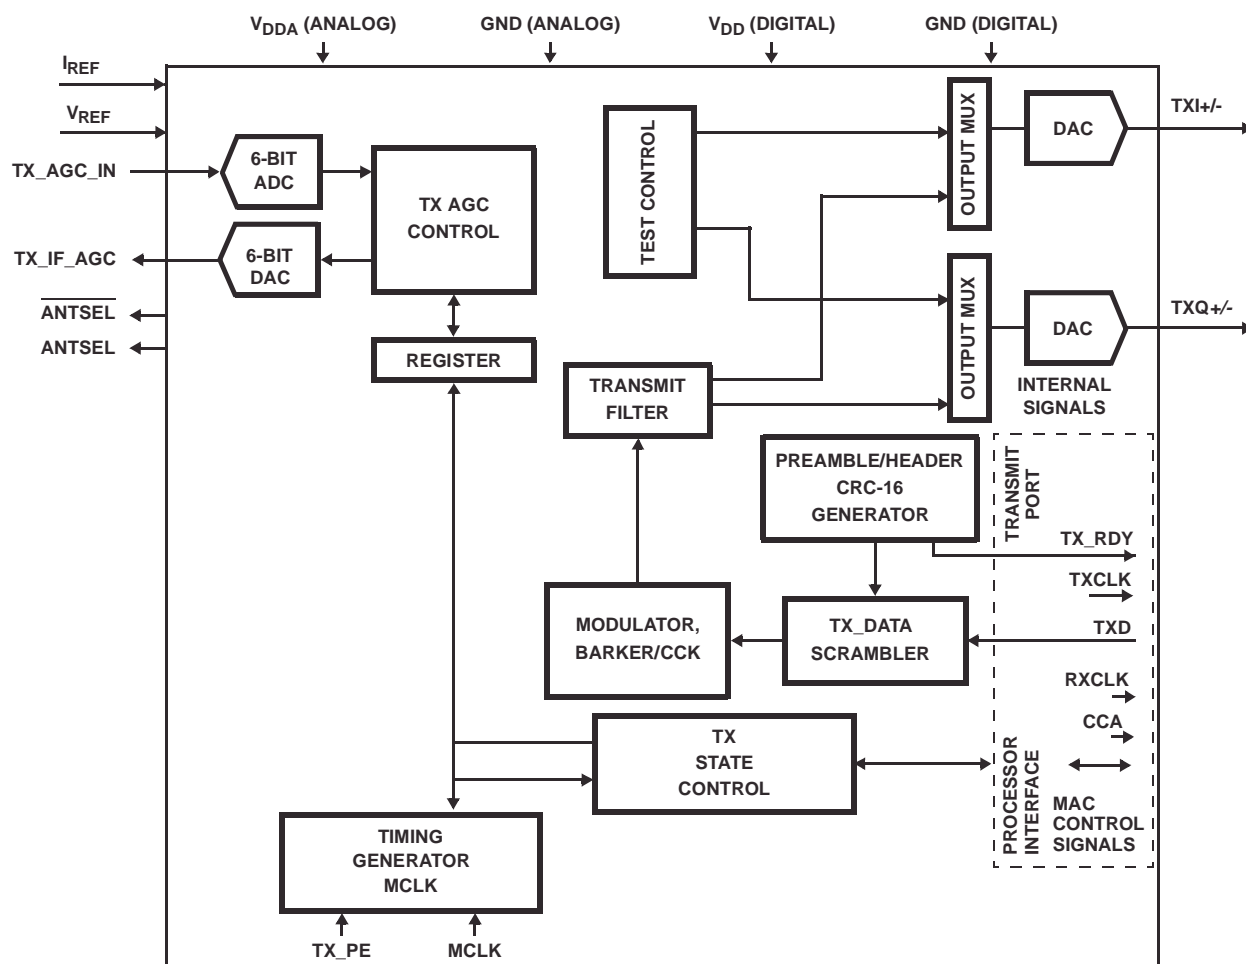 VDDA (ANALOG)
GND (ANALOG)
VDD (DIGITAL)
GND (DIGITAL)
IREF
VREF
TX_AGC_IN
6-BIT
ADC
TX AGC
CONTROL
TX_IF_AGC
6-BIT
DAC
ANTSEL
ANTSEL
REGISTER
TEST CONTROL
OUTPUT MUX
DAC
TXI+/-
OUTPUT MUX
DAC
TXQ+/-
TRANSMIT
FILTER
INTERNAL
SIGNALS
PREAMBLE/HEADER
CRC-16
GENERATOR
TRANSMIT
PORT
TX_RDY
TXCLK
MODULATOR,
BARKER/CCK
TX_DATA
SCRAMBLER
TXD
RXCLK
CCA
TX
STATE
CONTROL
PROCESSOR
INTERFACE
MAC
CONTROL
SIGNALS
TIMING
GENERATOR
MCLK
TX_PE
MCLK